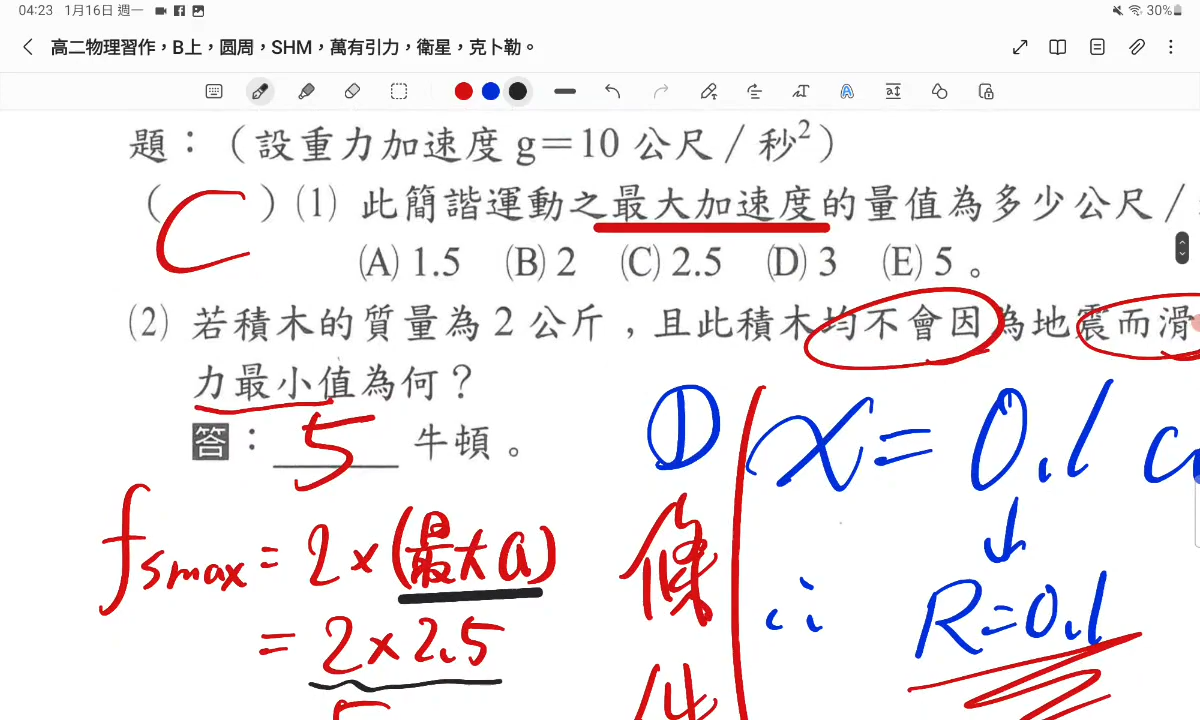 04:23 1月16日 週一 30%
高二物理習作，B上，圓周，SHM，萬有引力，衛星，克卜勒。
題：（設重力加速度 g＝10 公尺／秒²）
( C ) (1) 此簡諧運動之最大加速度的量值為多少公尺／
(A) 1.5 (B) 2 (C) 2.5 (D) 3 (E) 5 。
(2) 若積木的質量為 2 公斤，且此積木均不會因為地震而滑
力最小值為何？
答：5 牛頓。
fsmax = 2 × (最大a)
= 2 × 2.5
5
① x = 0.1
條件
∴ R = 0.1